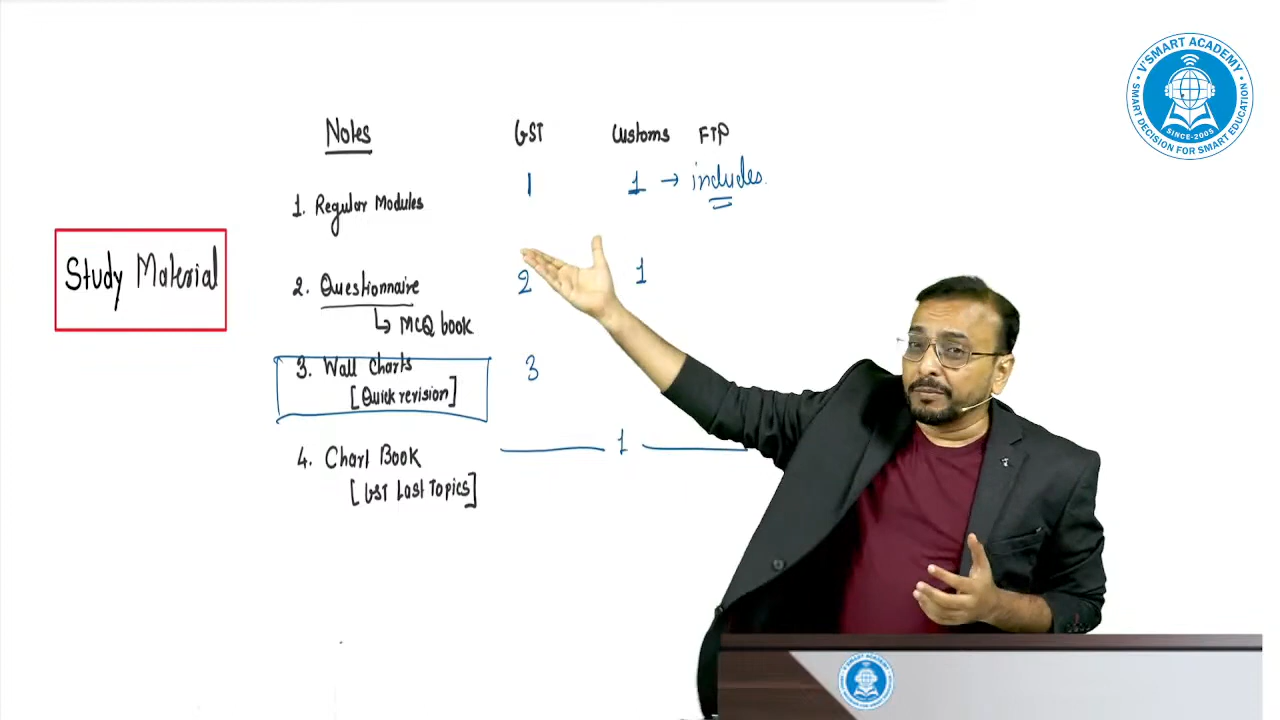 V'SMART ACADEMY
SMART DECISION FOR SMART EDUCATION
SINCE-2005
Notes GST Customs FTP
1. Regular Modules 1 1 → includes.
Study Material
2. Questionnaire 2 1
↳ MCQ book
3. Wall Charts 3
[Quick revision]
4. Chart Book 1
[GST Last Topics]
V'SMART ACADEMY